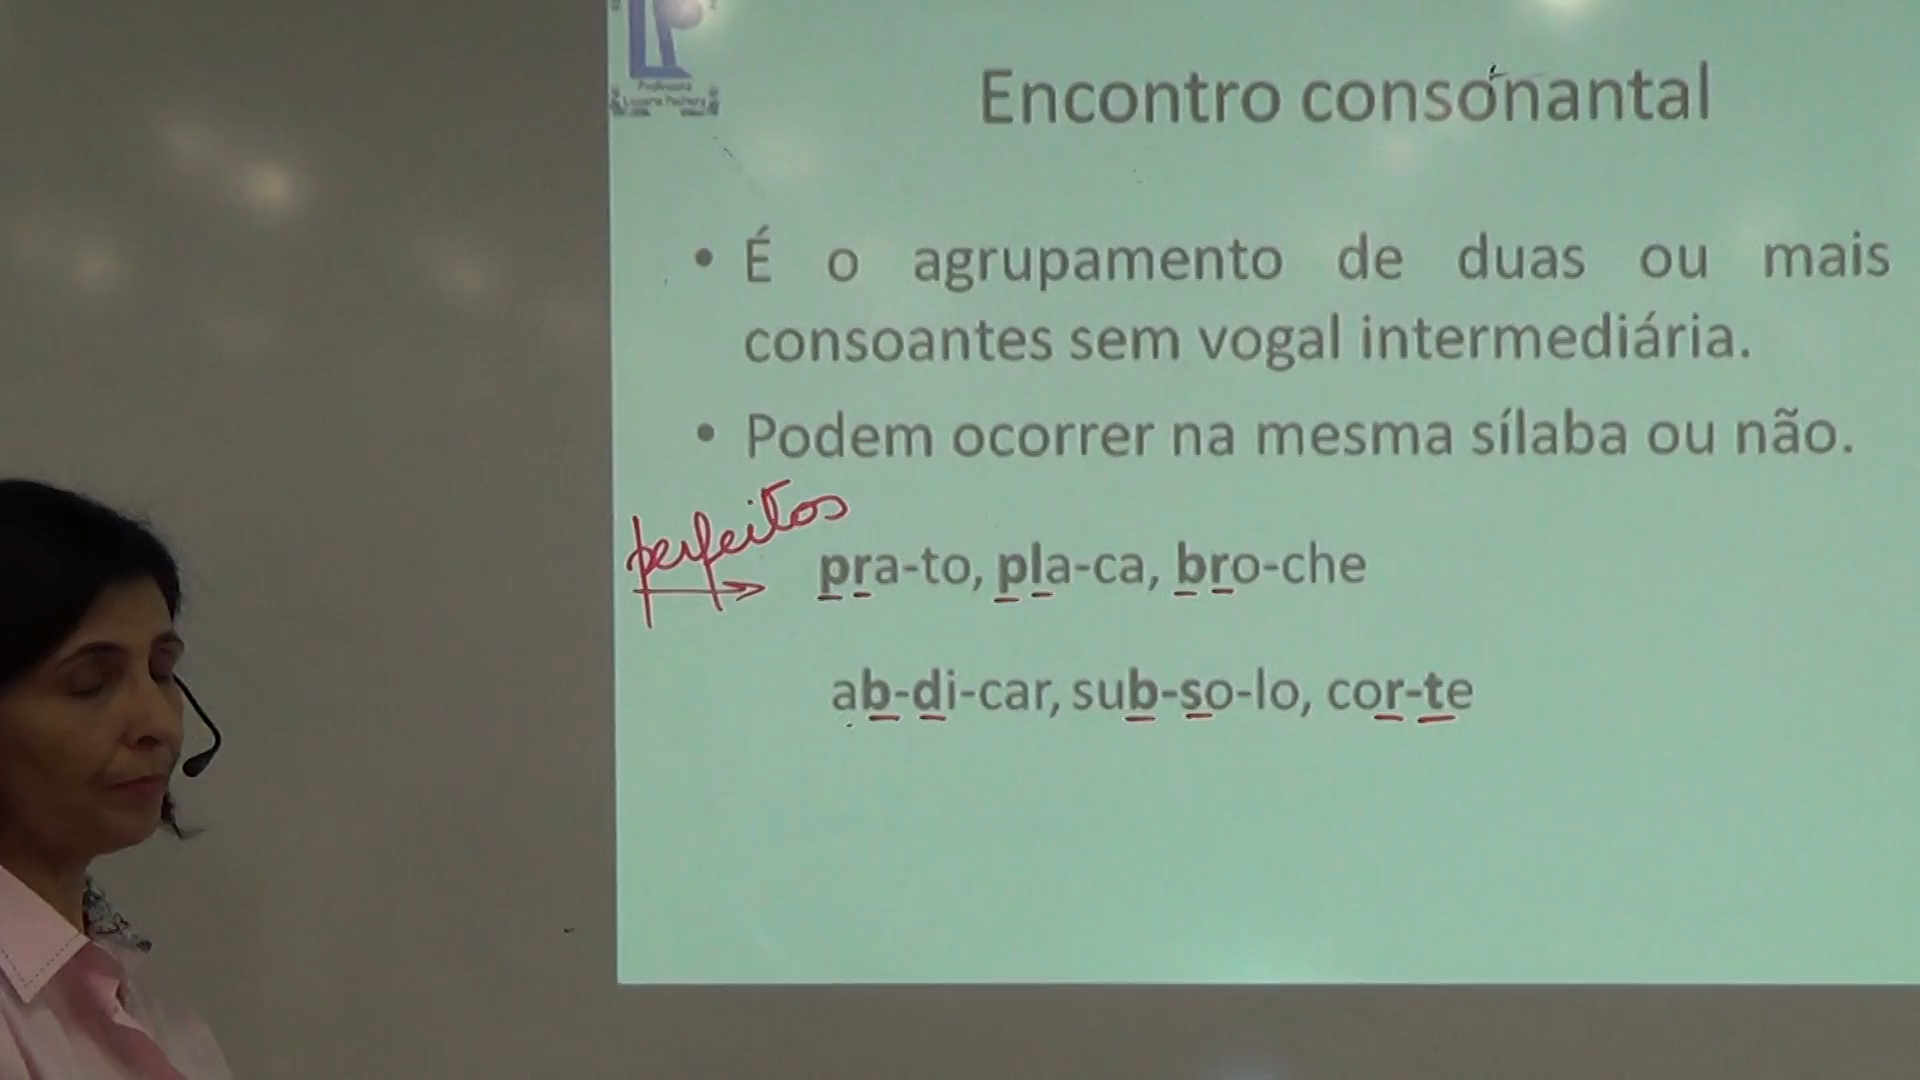 Professora
Encontro consonantal
• É o agrupamento de duas ou mais
consoantes sem vogal intermediária.
• Podem ocorrer na mesma sílaba ou não.
perfeitos
pra-to, pla-ca, bro-che
ab-di-car, sub-so-lo, cor-te